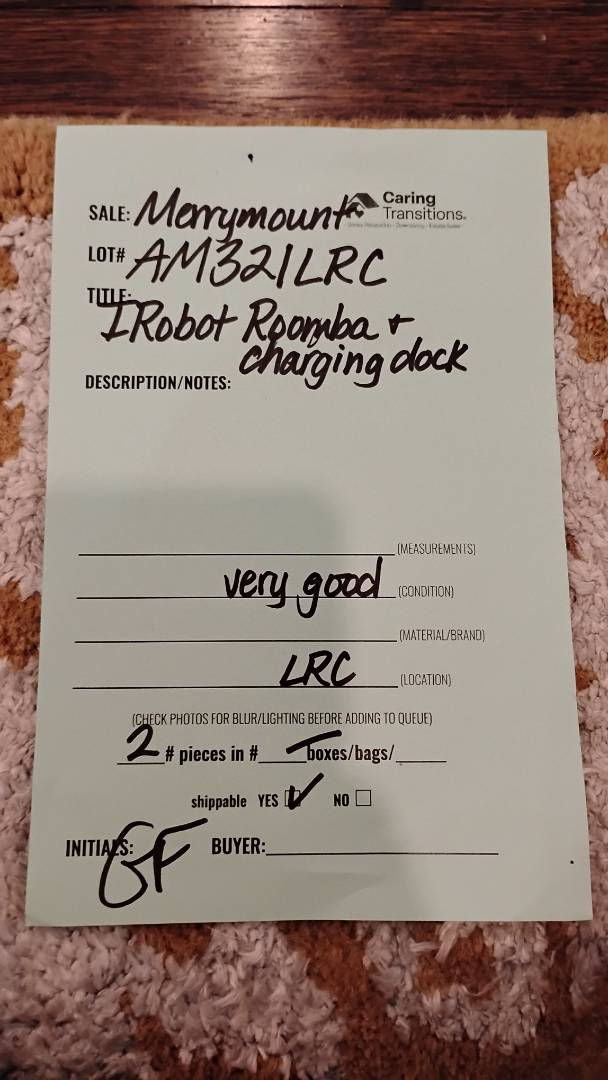 SALE: Merrymount Caring Transitions.
LOT# AM321LRC
TITLE:
IRobot Roomba +
charging dock
DESCRIPTION/NOTES:
(MEASUREMENTS)
very good (CONDITION)
(MATERIAL/BRAND)
LRC (LOCATION)
(CHECK PHOTOS FOR BLUR/LIGHTING BEFORE ADDING TO QUEUE)
2 # pieces in # boxes/bags/
shippable YES ✓ NO
INITIALS: GF BUYER: